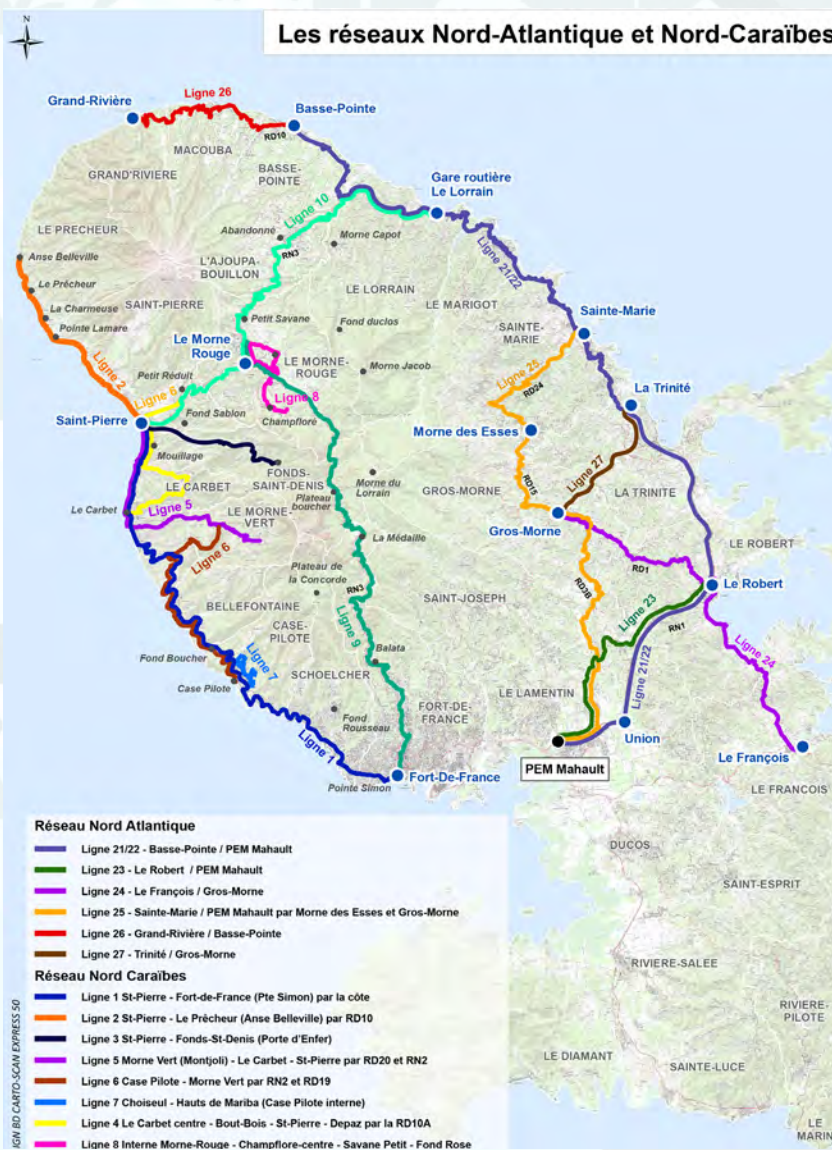 N
Les réseaux Nord-Atlantique et Nord-Caraïbes
Grand-Rivière
Ligne 26
Basse-Pointe
RD10
MACOUBA
GRAND'RIVIERE
BASSE-
POINTE
Gare routière
Le Lorrain
LE PRECHEUR
Abandonné
Ligne 10
RN3
Morne Capot
Ligne 21/22
Anse Belleville
L'AJOUPA-
BOUILLON
Le Prêcheur
LE LORRAIN
SAINT-PIERRE
LE MARIGOT
La Charmeuse
Petit Savane
Fond duclos
SAINTE-
MARIE
Sainte-Marie
Pointe Lamare
Le Morne
Rouge
LE MORNE-
ROUGE
Morne Jacob
Ligne 25
RD24
Ligne 2
Petit Réduit
Ligne 6
Ligne 8
Champfloré
La Trinité
Saint-Pierre
Fond Sablon
Morne des Esses
Mouillage
Ligne 27
FONDS-
SAINT-DENIS
LE CARBET
Morne du
Lorrain
GROS-MORNE
RD15
LA TRINITE
Plateau
boucher
Le Carbet
Ligne 5
LE MORNE-
VERT
Gros-Morne
La Médaille
LE ROBERT
Ligne 6
RD1
Plateau de
la Concorde
RN3
RD3B
Le Robert
BELLEFONTAINE
SAINT-JOSEPH
Ligne 23
CASE-
PILOTE
Ligne 9
RN1
Fond Boucher
Ligne 7
Balata
Ligne 24
SCHOELCHER
Ligne 21/22
Case Pilote
LE LAMENTIN
Fond
Rousseau
FORT-DE-
FRANCE
Union
Ligne 1
PEM Mahault
Le François
Pointe Simon
Fort-De-France
LE FRANCOIS
DUCOS
SAINT-ESPRIT
RIVIERE-SALEE
RIVIERE-
PILOTE
LE DIAMANT
SAINTE-LUCE
LE
MARIN
Réseau Nord Atlantique
Ligne 21/22 - Basse-Pointe / PEM Mahault
Ligne 23 - Le Robert / PEM Mahault
Ligne 24 - Le François / Gros-Morne
Ligne 25 - Sainte-Marie / PEM Mahault par Morne des Esses et Gros-Morne
Ligne 26 - Grand-Rivière / Basse-Pointe
Ligne 27 - Trinité / Gros-Morne
Réseau Nord Caraïbes
Ligne 1 St-Pierre - Fort-de-France (Pte Simon) par la côte
Ligne 2 St-Pierre - Le Prêcheur (Anse Belleville) par RD10
Ligne 3 St-Pierre - Fonds-St-Denis (Porte d'Enfer)
Ligne 5 Morne Vert (Montjoli) - Le Carbet - St-Pierre par RD20 et RN2
Ligne 6 Case Pilote - Morne Vert par RN2 et RD19
Ligne 7 Choiseul - Hauts de Mariba (Case Pilote interne)
Ligne 4 Le Carbet centre - Bout-Bois - St-Pierre - Depaz par la RD10A
Ligne 8 Interne Morne-Rouge - Champflore-centre - Savane Petit - Fond Rose
IGN BD CARTO-SCAN EXPRESS 50